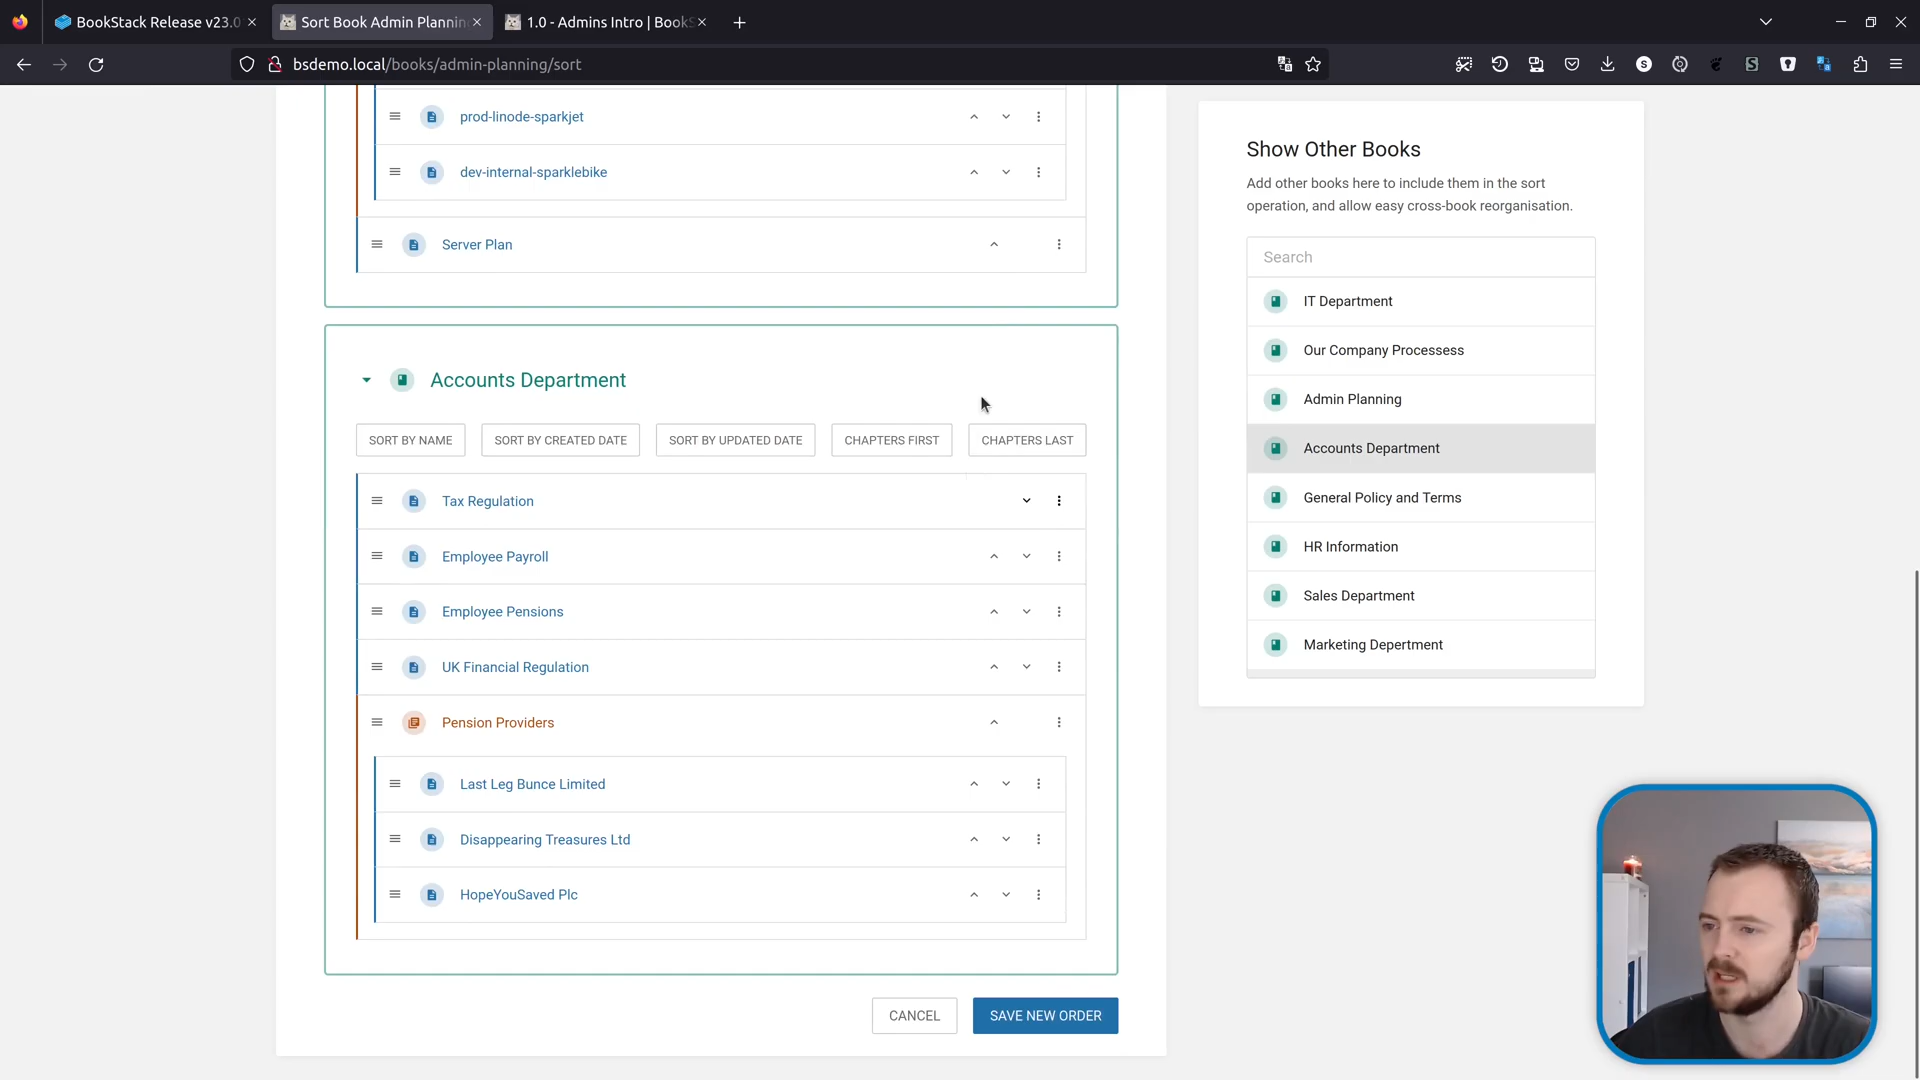 BookStack Release v23.0
Sort Book Admin Planning
1.0 - Admins Intro | BookS
bsdemo.local/books/admin-planning/sort
prod-linode-sparkjet
dev-internal-sparklebike
Server Plan
Accounts Department
SORT BY NAME
SORT BY CREATED DATE
SORT BY UPDATED DATE
CHAPTERS FIRST
CHAPTERS LAST
Tax Regulation
Employee Payroll
Employee Pensions
UK Financial Regulation
Pension Providers
Last Leg Bunce Limited
Disappearing Treasures Ltd
HopeYouSaved Plc
CANCEL
SAVE NEW ORDER
Show Other Books
Add other books here to include them in the sort
operation, and allow easy cross-book reorganisation.
Search
IT Department
Our Company Processess
Admin Planning
Accounts Department
General Policy and Terms
HR Information
Sales Department
Marketing Depertment